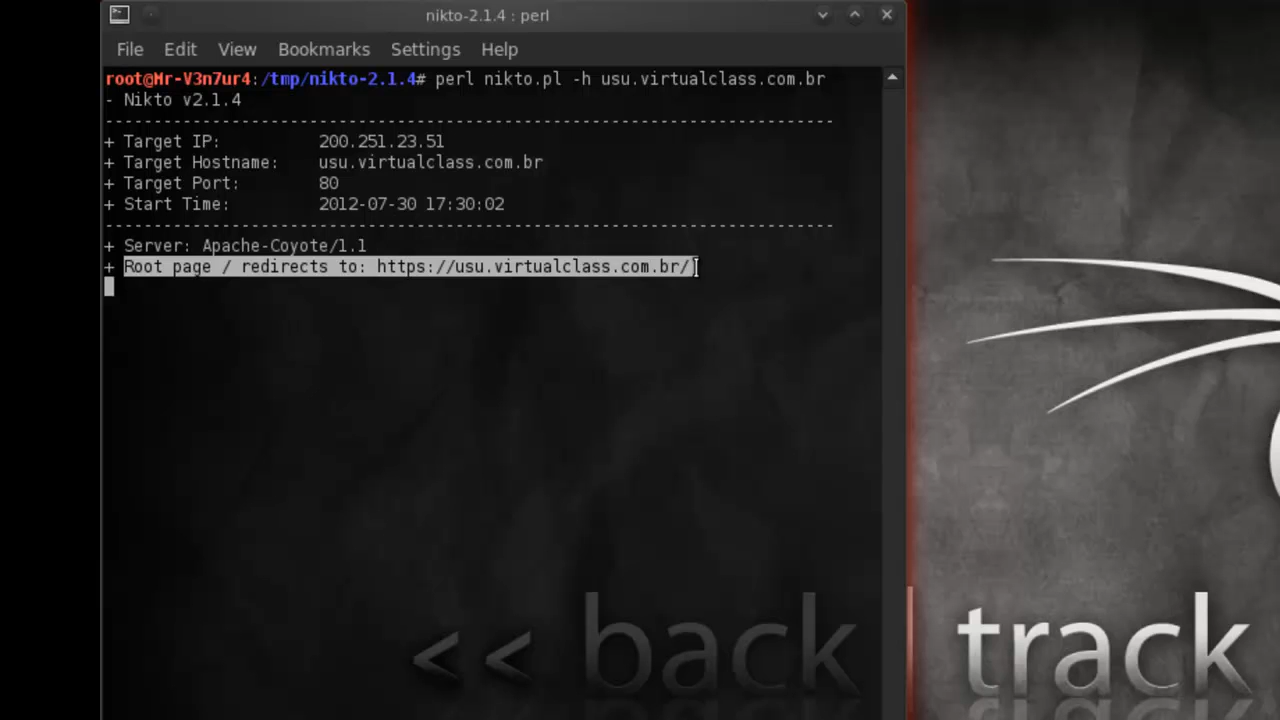 nikto-2.1.4 : perl
File Edit View Bookmarks Settings Help
root@Mr-V3n7ur4:/tmp/nikto-2.1.4# perl nikto.pl -h usu.virtualclass.com.br
- Nikto v2.1.4
---------------------------------------------------------------------------
+ Target IP: 200.251.23.51
+ Target Hostname: usu.virtualclass.com.br
+ Target Port: 80
+ Start Time: 2012-07-30 17:30:02
---------------------------------------------------------------------------
+ Server: Apache-Coyote/1.1
+ Root page / redirects to: https://usu.virtualclass.com.br/
<< back track